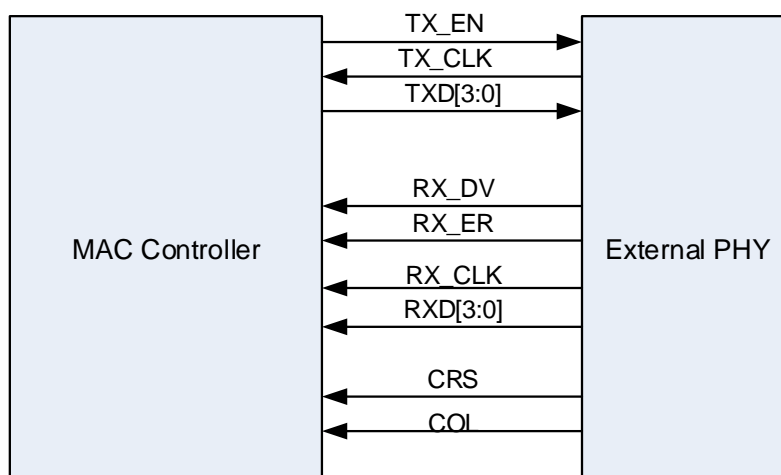 TX_EN
TX_CLK
TXD[3:0]
RX_DV
RX_ER
MAC Controller
External PHY
RX_CLK
RXD[3:0]
CRS
COL